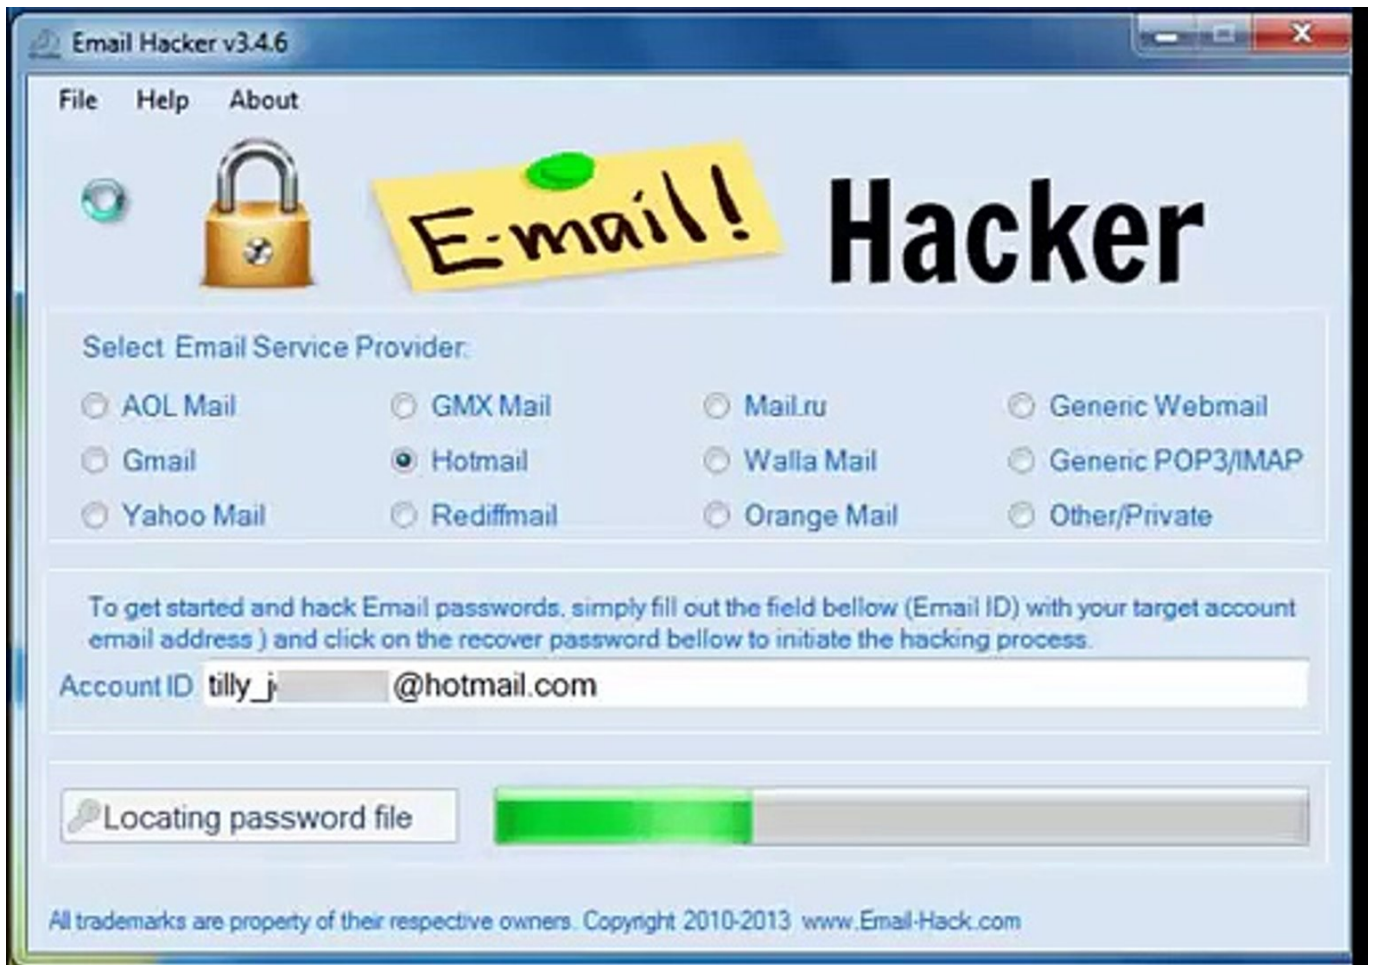 Email Hacker v3.4.6
File Help About
E-mail! Hacker
Select Email Service Provider:
AOL Mail GMX Mail Mail.ru Generic Webmail
Gmail Hotmail Walla Mail Generic POP3/IMAP
Yahoo Mail Rediffmail Orange Mail Other/Private
To get started and hack Email passwords, simply fill out the field bellow (Email ID) with your target account
email address ) and click on the recover password bellow to initiate the hacking process.
Account ID tilly_j @hotmail.com
Locating password file
All trademarks are property of their respective owners. Copyright 2010-2013 www.Email-Hack.com